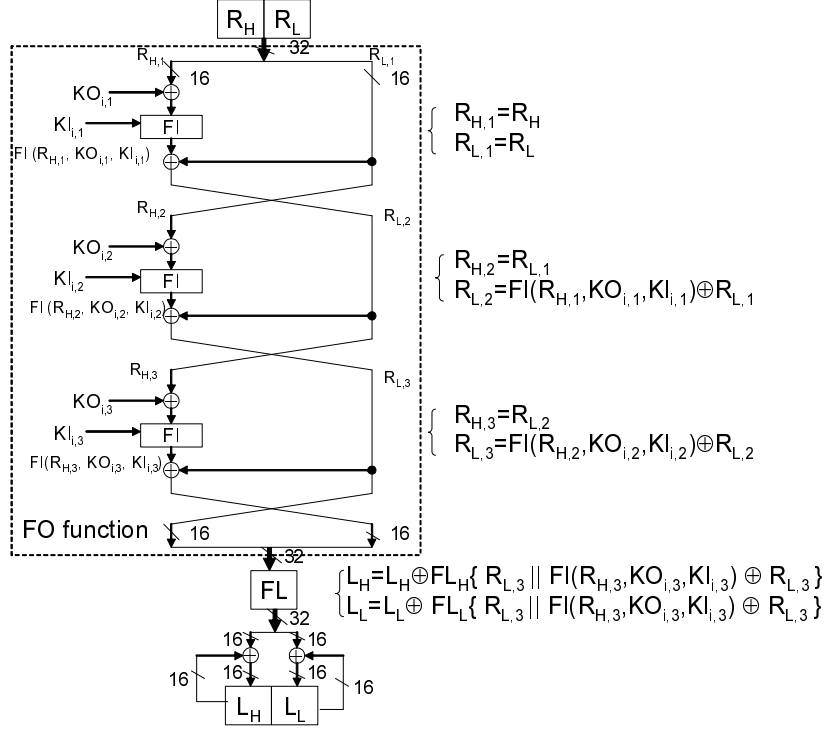 R_H R_L
32
R_H,1 R_L,1
16 16
KO_i,1
KI_i,1 FI
FI(R_H,1, KO_i,1, KI_i,1)
R_H,1=R_H
R_L,1=R_L
R_H,2 R_L,2
KO_i,2
KI_i,2 FI
FI(R_H,2, KO_i,2, KI_i,2)
R_H,2=R_L,1
R_L,2=FI(R_H,1,KO_i,1,KI_i,1)⊕R_L,1
R_H,3 R_L,3
KO_i,3
KI_i,3 FI
FI(R_H,3, KO_i,3, KI_i,3)
R_H,3=R_L,2
R_L,3=FI(R_H,2,KO_i,2,KI_i,2)⊕R_L,2
FO function 16 16
32
FL
L_H=L_H⊕FL_H{ R_L,3 || FI(R_H,3,KO_i,3,KI_i,3) ⊕ R_L,3 }
L_L=L_L⊕ FL_L{ R_L,3 || FI(R_H,3,KO_i,3,KI_i,3) ⊕ R_L,3 }
32
16 16
16 16 16 16
L_H L_L